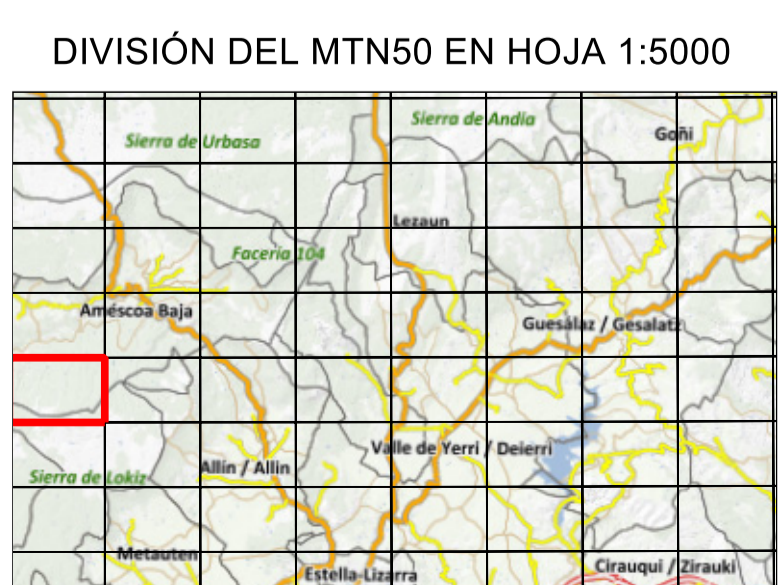 DIVISIÓN DEL MTN50 EN HOJA 1:5000
Sierra de Andia
Goñi
Sierra de Urbasa
Lezaun
Faceria 104
Améscoa Baja
Guesálaz / Gesalatz
Valle de Yerri / Deierri
Allín / Allin
Sierra de Lokiz
Metauten
Cirauqui / Zirauki
Estella-Lizarra